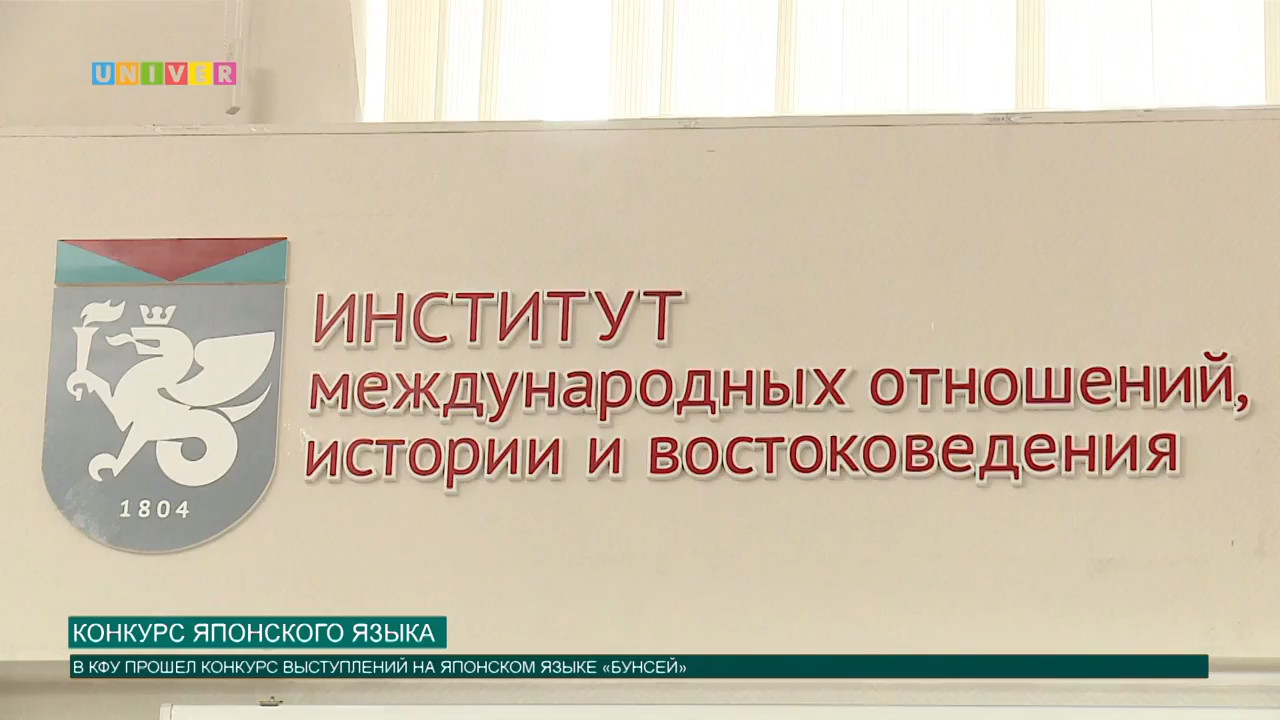 UNIVER
ИНСТИТУТ
международных отношений,
истории и востоковедения
1804
КОНКУРС ЯПОНСКОГО ЯЗЫКА
В КФУ ПРОШЕЛ КОНКУРС ВЫСТУПЛЕНИЙ НА ЯПОНСКОМ ЯЗЫКЕ «БУНСЕЙ»